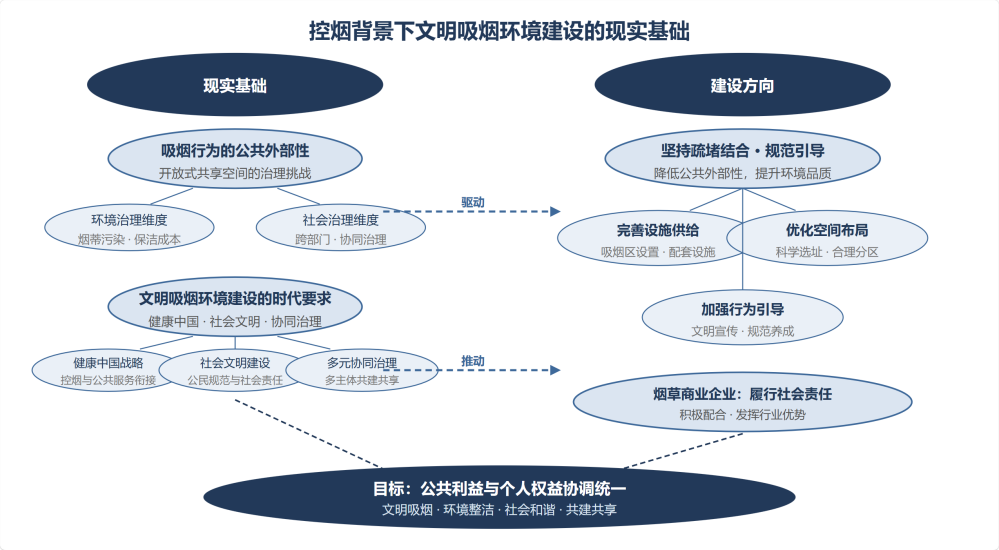 控烟背景下文明吸烟环境建设的现实基础
现实基础
建设方向
吸烟行为的公共外部性
开放式共享空间的治理挑战
坚持疏堵结合·规范引导
降低公共外部性，提升环境品质
驱动
环境治理维度
烟蒂污染·保洁成本
社会治理维度
跨部门·协同治理
完善设施供给
吸烟区设置·配套设施
优化空间布局
科学选址·合理分区
文明吸烟环境建设的时代要求
健康中国·社会文明·协同治理
加强行为引导
文明宣传·规范养成
健康中国战略
控烟与公共服务衔接
社会文明建设
公民规范与社会责任
多元协同治理
多主体共建共享
推动
烟草商业企业：履行社会责任
积极配合·发挥行业优势
目标：公共利益与个人权益协调统一
文明吸烟·环境整洁·社会和谐·共建共享